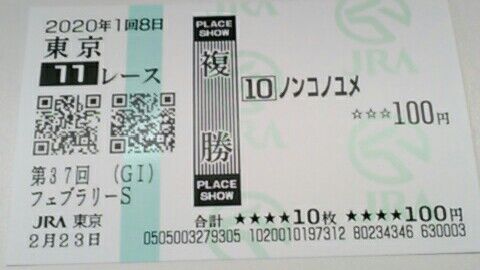 2020年1回8日
東京
11レース
第37回 (GI)
フェブラリーS
JRA 東京
2月23日
PLACE
SHOW
複
勝
PLACE
SHOW
10 ノンコノユメ
☆☆☆100円
JRA
合計 ★★★★10枚 ★★★★100円
0505003279305 1020010197312 80234346 630003